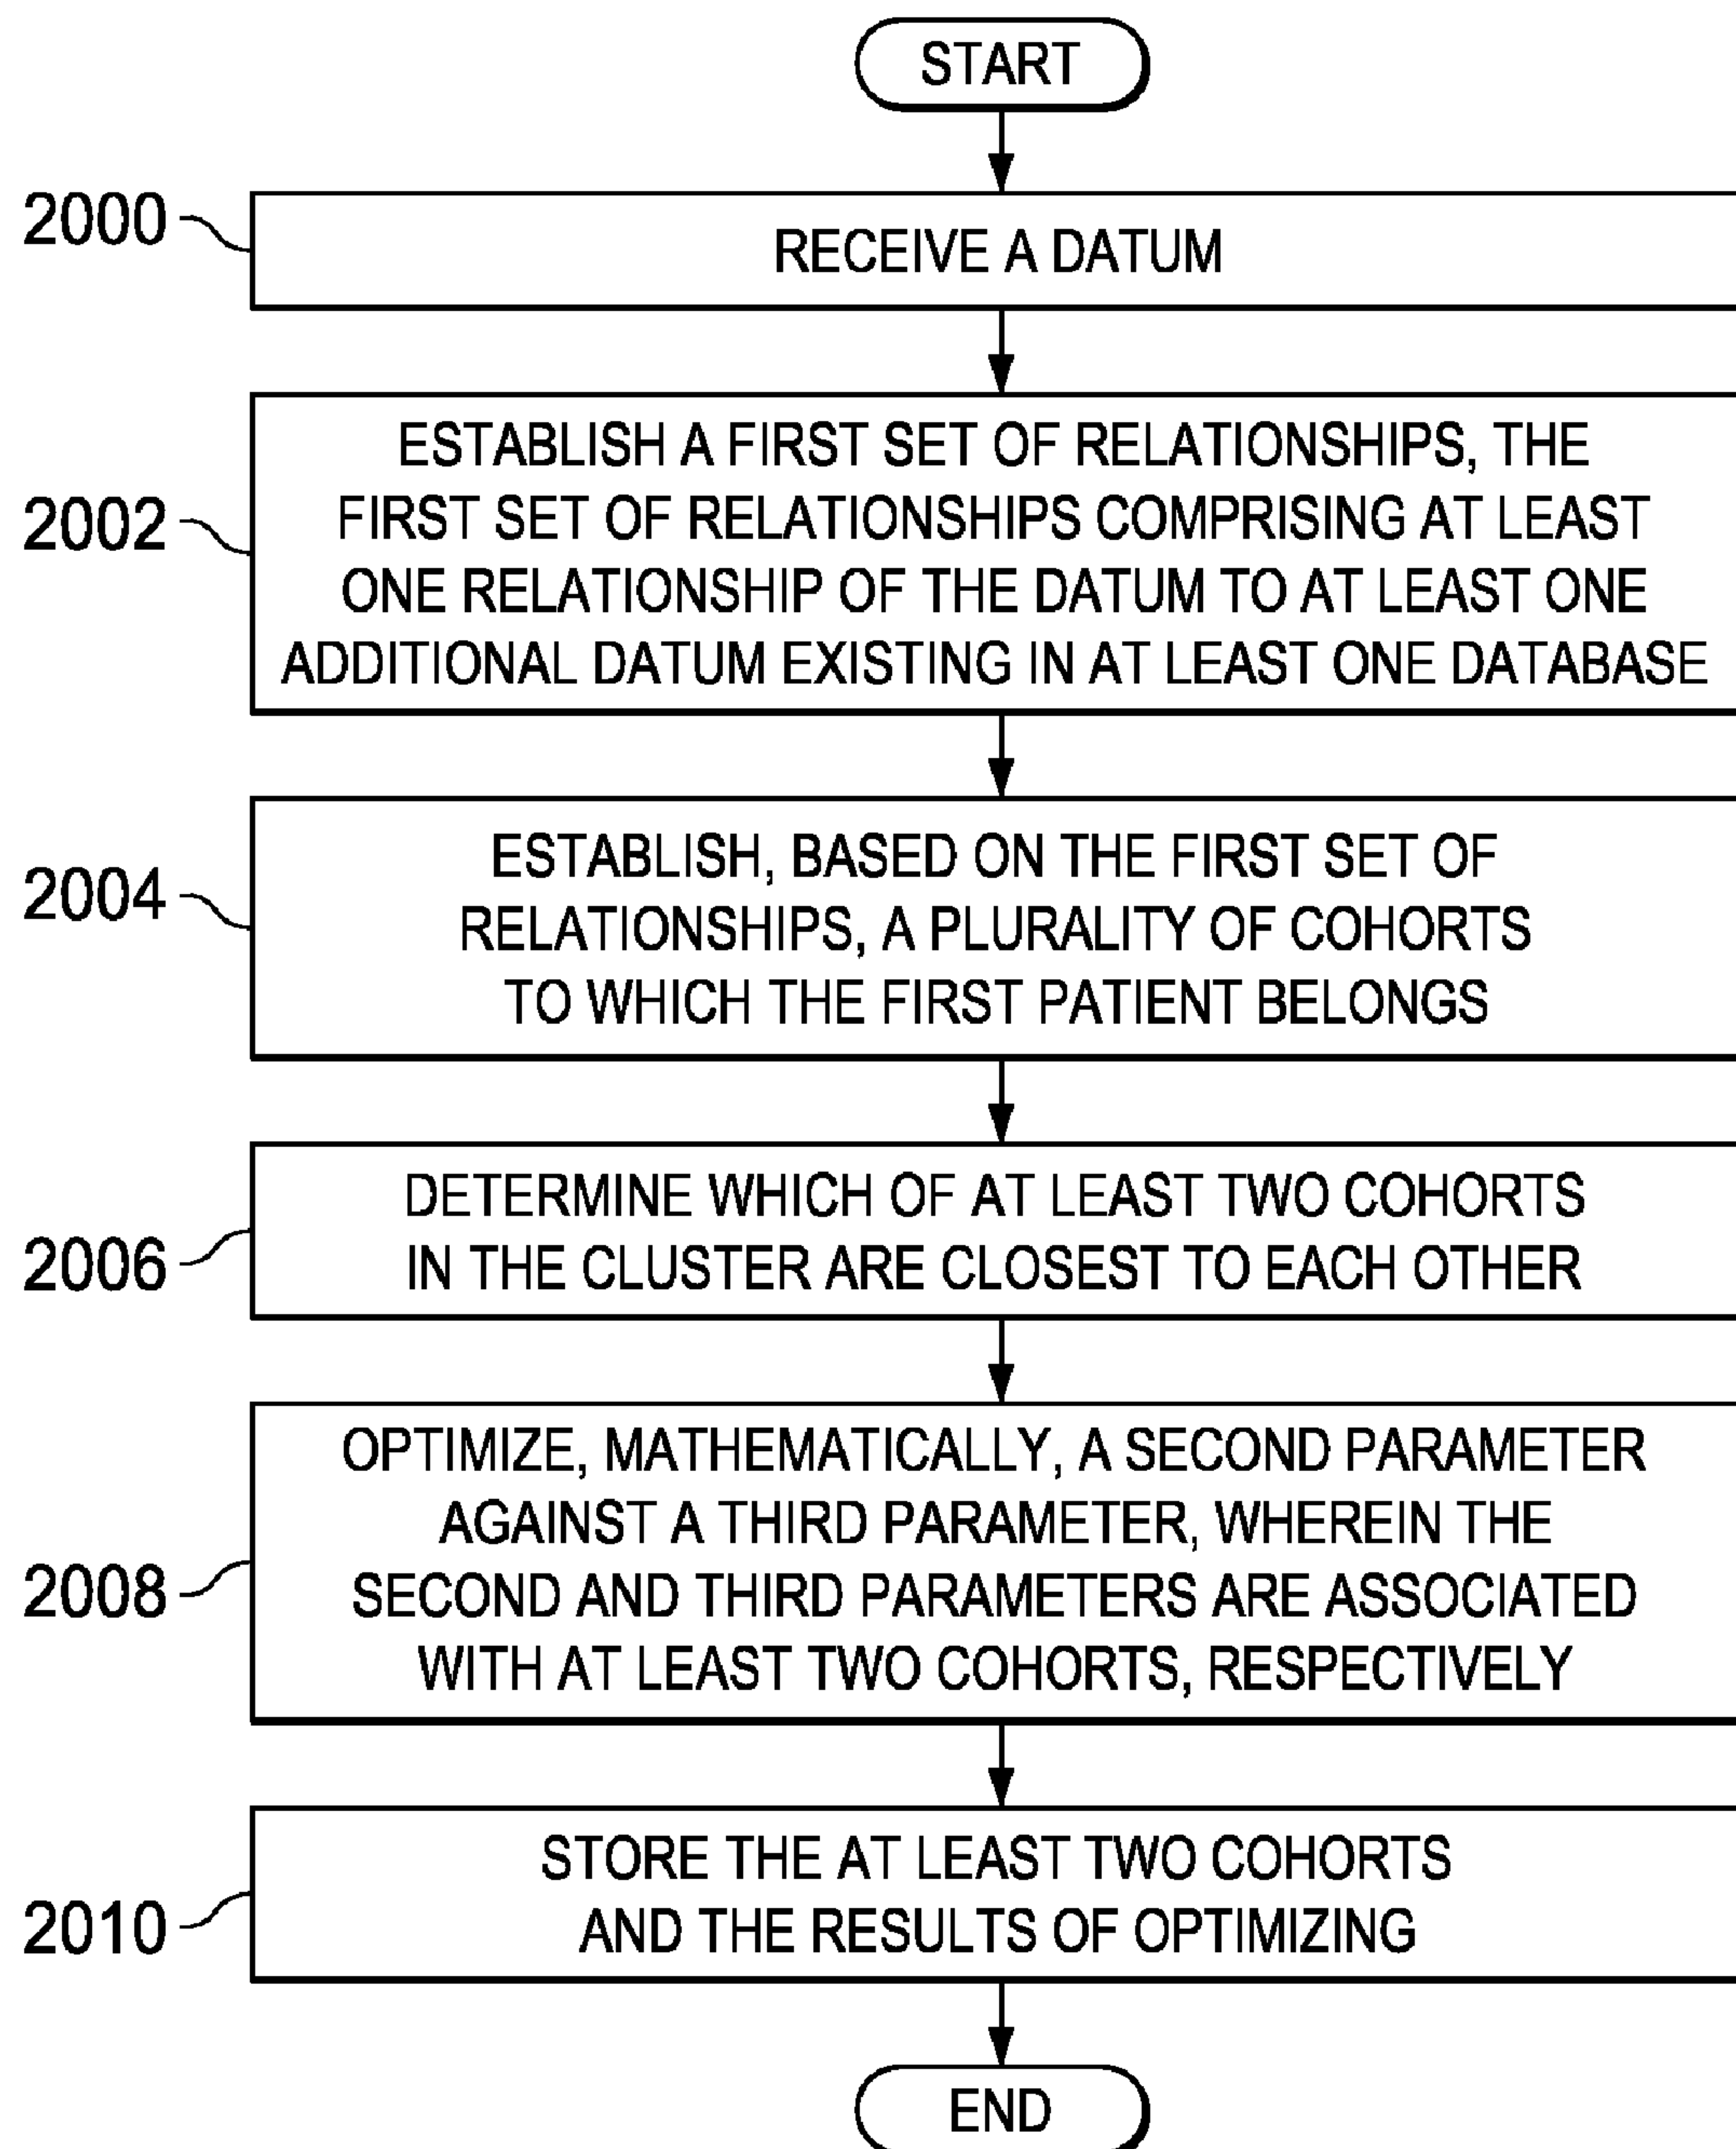 START
2000
RECEIVE A DATUM
2002
ESTABLISH A FIRST SET OF RELATIONSHIPS, THE
FIRST SET OF RELATIONSHIPS COMPRISING AT LEAST
ONE RELATIONSHIP OF THE DATUM TO AT LEAST ONE
ADDITIONAL DATUM EXISTING IN AT LEAST ONE DATABASE
2004
ESTABLISH, BASED ON THE FIRST SET OF
RELATIONSHIPS, A PLURALITY OF COHORTS
TO WHICH THE FIRST PATIENT BELONGS
2006
DETERMINE WHICH OF AT LEAST TWO COHORTS
IN THE CLUSTER ARE CLOSEST TO EACH OTHER
2008
OPTIMIZE, MATHEMATICALLY, A SECOND PARAMETER
AGAINST A THIRD PARAMETER, WHEREIN THE
SECOND AND THIRD PARAMETERS ARE ASSOCIATED
WITH AT LEAST TWO COHORTS, RESPECTIVELY
2010
STORE THE AT LEAST TWO COHORTS
AND THE RESULTS OF OPTIMIZING
END